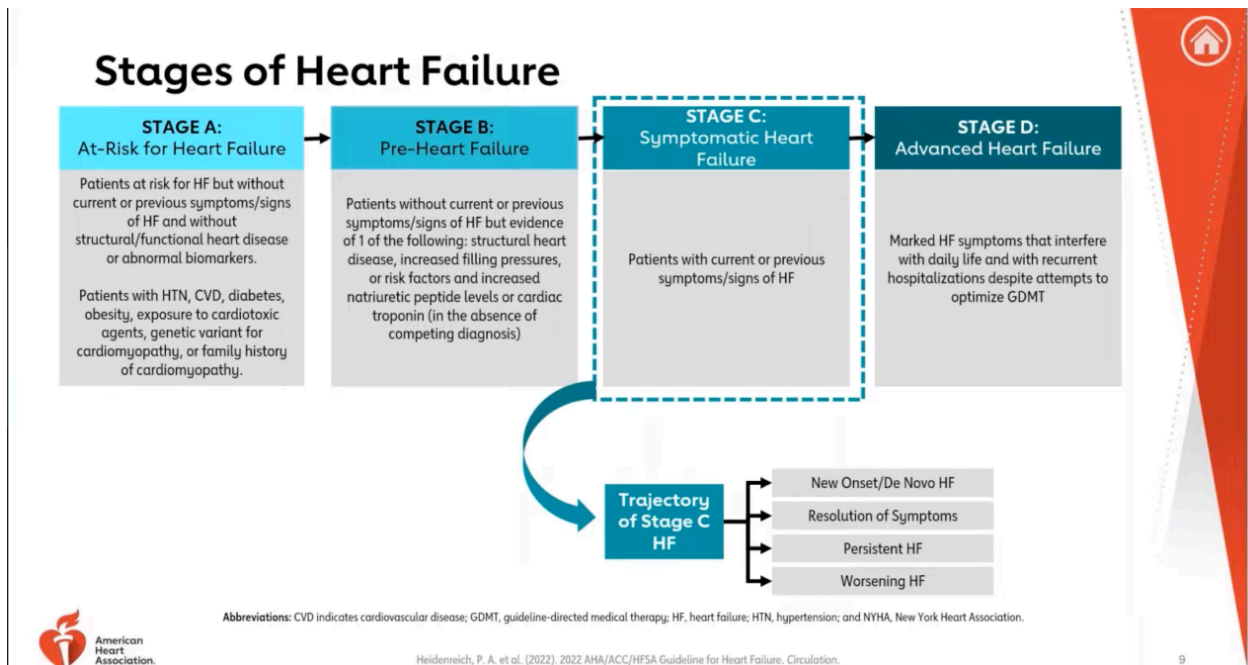 Stages of Heart Failure
STAGE A:
At-Risk for Heart Failure
Patients at risk for HF but without
current or previous symptoms/signs
of HF and without
structural/functional heart disease
or abnormal biomarkers.
Patients with HTN, CVD, diabetes,
obesity, exposure to cardiotoxic
agents, genetic variant for
cardiomyopathy, or family history
of cardiomyopathy.
STAGE B:
Pre-Heart Failure
Patients without current or previous
symptoms/signs of HF but evidence
of 1 of the following: structural heart
disease, increased filling pressures,
or risk factors and increased
natriuretic peptide levels or cardiac
troponin (in the absence of
competing diagnosis)
STAGE C:
Symptomatic Heart
Failure
Patients with current or previous
symptoms/signs of HF
STAGE D:
Advanced Heart Failure
Marked HF symptoms that interfere
with daily life and with recurrent
hospitalizations despite attempts to
optimize GDMT
Trajectory
of Stage C
HF
New Onset/De Novo HF
Resolution of Symptoms
Persistent HF
Worsening HF
Abbreviations: CVD indicates cardiovascular disease; GDMT, guideline-directed medical therapy; HF, heart failure; HTN, hypertension; and NYHA, New York Heart Association.
American
Heart
Association.
Heidenreich, P. A. et al. (2022). 2022 AHA/ACC/HFSA Guideline for Heart Failure. Circulation.
9